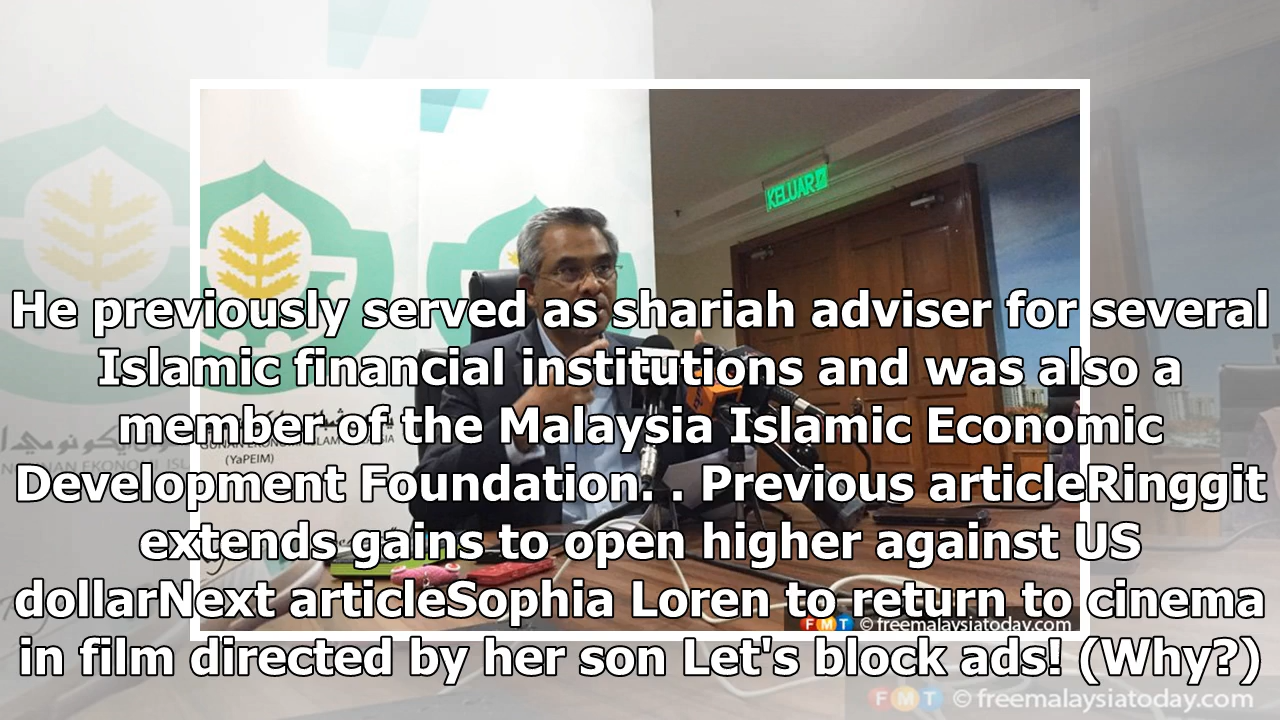 KELUAR
He previously served as shariah adviser for several
Islamic financial institutions and was also a
member of the Malaysia Islamic Economic
(YaPEIM)
Development Foundation. . Previous articleRinggit
extends gains to open higher against US
dollarNext articleSophia Loren to return to cinema
FMT © freemalaysiatoday.com
in film directed by her son Let's block ads! (Why?)
FMT © freemalaysiatoday.com